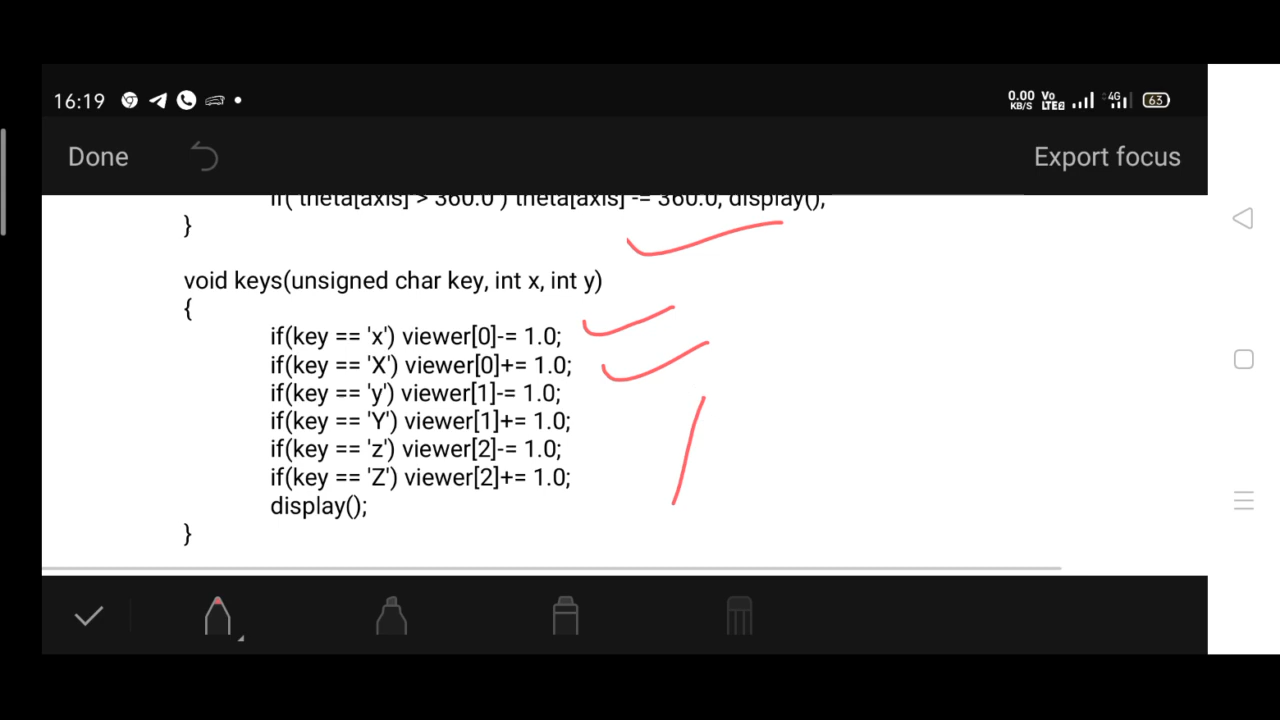 16:19
0.00 KB/S Vo LTE2 4G 63
Done
Export focus
if( theta[axis] > 360.0 ) theta[axis] -= 360.0; display();
}
void keys(unsigned char key, int x, int y)
{
if(key == 'x') viewer[0]-= 1.0;
if(key == 'X') viewer[0]+= 1.0;
if(key == 'y') viewer[1]-= 1.0;
if(key == 'Y') viewer[1]+= 1.0;
if(key == 'z') viewer[2]-= 1.0;
if(key == 'Z') viewer[2]+= 1.0;
display();
}